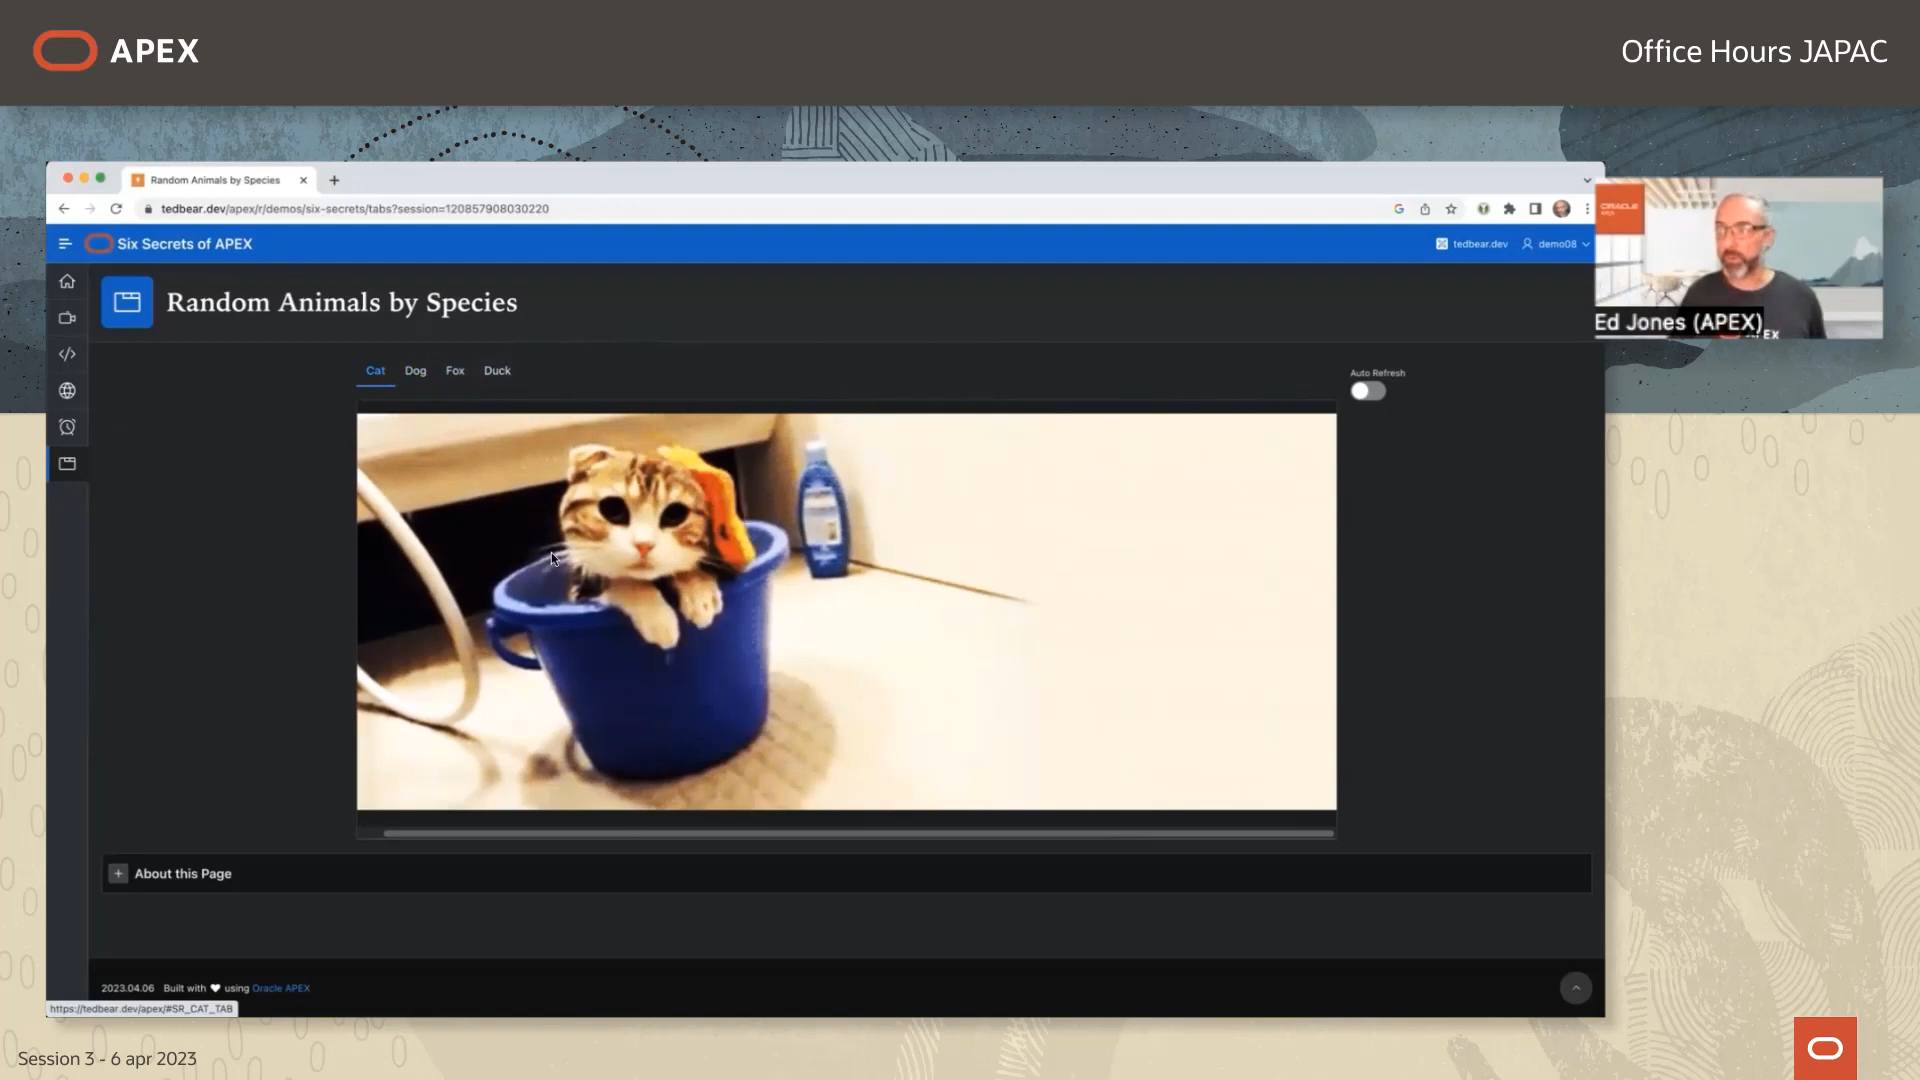 APEX
Office Hours JAPAC
Random Animals by Species
tedbear.dev/apex/r/demos/six-secrets/tabs?session=120857908030220
Six Secrets of APEX
tedbear.dev
demo08
ORACLE
Random Animals by Species
Ed Jones (APEX)
Cat
Dog
Fox
Duck
Auto Refresh
About this Page
2023.04.06 Built with ❤ using Oracle APEX
https://tedbear.dev/apex/#SR_CAT_TAB
Session 3 - 6 apr 2023